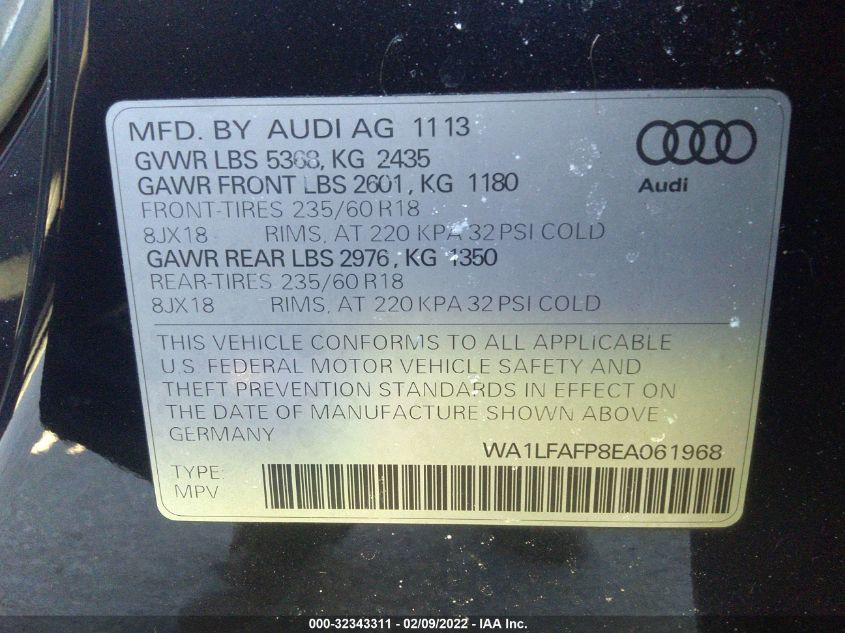 MFD. BY AUDI AG 11 13
GVWR LBS 5368, KG 2435
GAWR FRONT LBS 2601, KG 1180
FRONT-TIRES 235/60 R18
8JX18 RIMS, AT 220 KPA 32 PSI COLD
GAWR REAR LBS 2976, KG 1350
REAR-TIRES 235/60 R18
8JX18 RIMS, AT 220 KPA 32 PSI COLD
Audi
THIS VEHICLE CONFORMS TO ALL APPLICABLE
U.S. FEDERAL MOTOR VEHICLE SAFETY AND
THEFT PREVENTION STANDARDS IN EFFECT ON
THE DATE OF MANUFACTURE SHOWN ABOVE
GERMANY
WA1LFAFP8EA061968
TYPE:
MPV
000-32343311 - 02/09/2022 - IAA Inc.